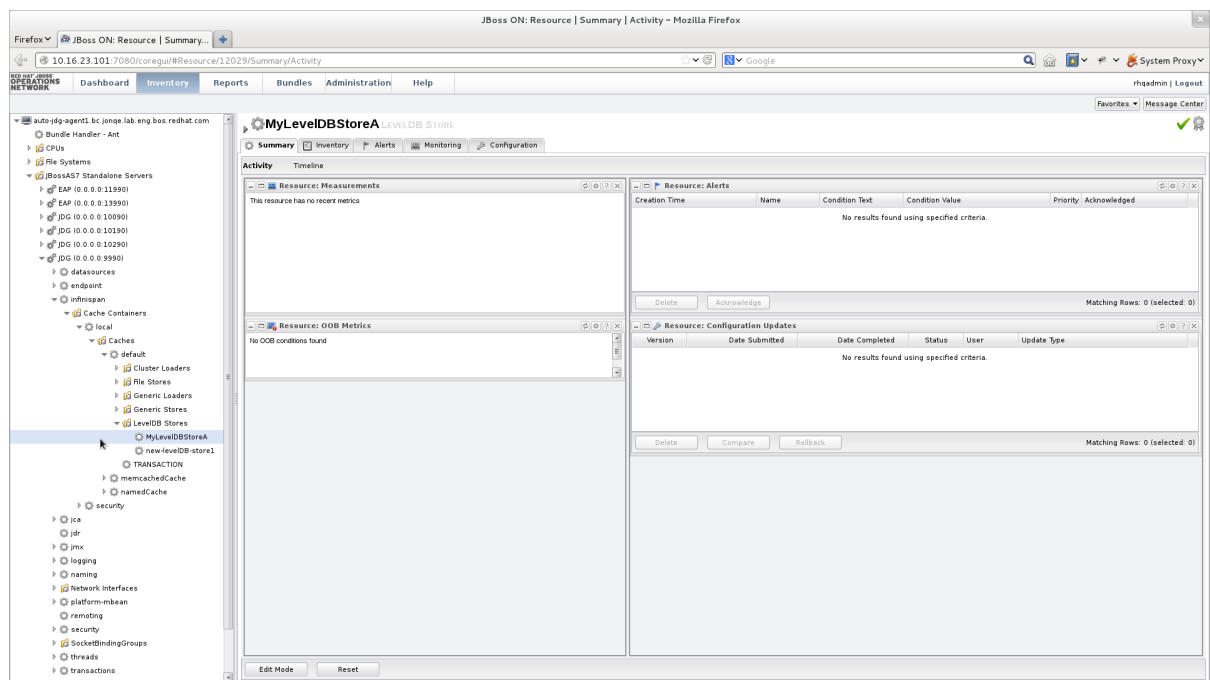 JBoss ON: Resource | Summary | Activity – Mozilla Firefox
Firefox
JBoss ON: Resource | Summary...
10.16.23.101:7080/coregui/#Resource/12029/Summary/Activity
Google
System Proxy
RED HAT JBOSS
OPERATIONS
NETWORK
Dashboard Inventory Reports Bundles Administration Help
rhqadmin | Logout
Favorites Message Center
auto-jdg-agent1.bc.jonqe.lab.eng.bos.redhat.com
Bundle Handler - Ant
CPUs
File Systems
JBossAS7 Standalone Servers
EAP (0.0.0.0:11990)
EAP (0.0.0.0:13990)
JDG (0.0.0.0:10090)
JDG (0.0.0.0:10190)
JDG (0.0.0.0:10290)
JDG (0.0.0.0:9990)
datasources
endpoint
infinispan
Cache Containers
local
Caches
default
Cluster Loaders
File Stores
Generic Loaders
Generic Stores
LevelDB Stores
MyLevelDBStoreA
new-levelDB-store1
TRANSACTION
memcachedCache
namedCache
security
jca
jdr
jmx
logging
naming
Network Interfaces
platform-mbean
remoting
security
SocketBindingGroups
threads
transactions
MyLevelDBStoreA LEVELDB STORE
Summary Inventory Alerts Monitoring Configuration
Activity Timeline
Resource: Measurements
This resource has no recent metrics
Resource: Alerts
Creation Time Name Condition Text Condition Value Priority Acknowledged
No results found using specified criteria.
Delete Acknowledge Matching Rows: 0 (selected: 0)
Resource: OOB Metrics
No OOB conditions found
Resource: Configuration Updates
Version Date Submitted Date Completed Status User Update Type
No results found using specified criteria.
Delete Compare Rollback Matching Rows: 0 (selected: 0)
Edit Mode Reset